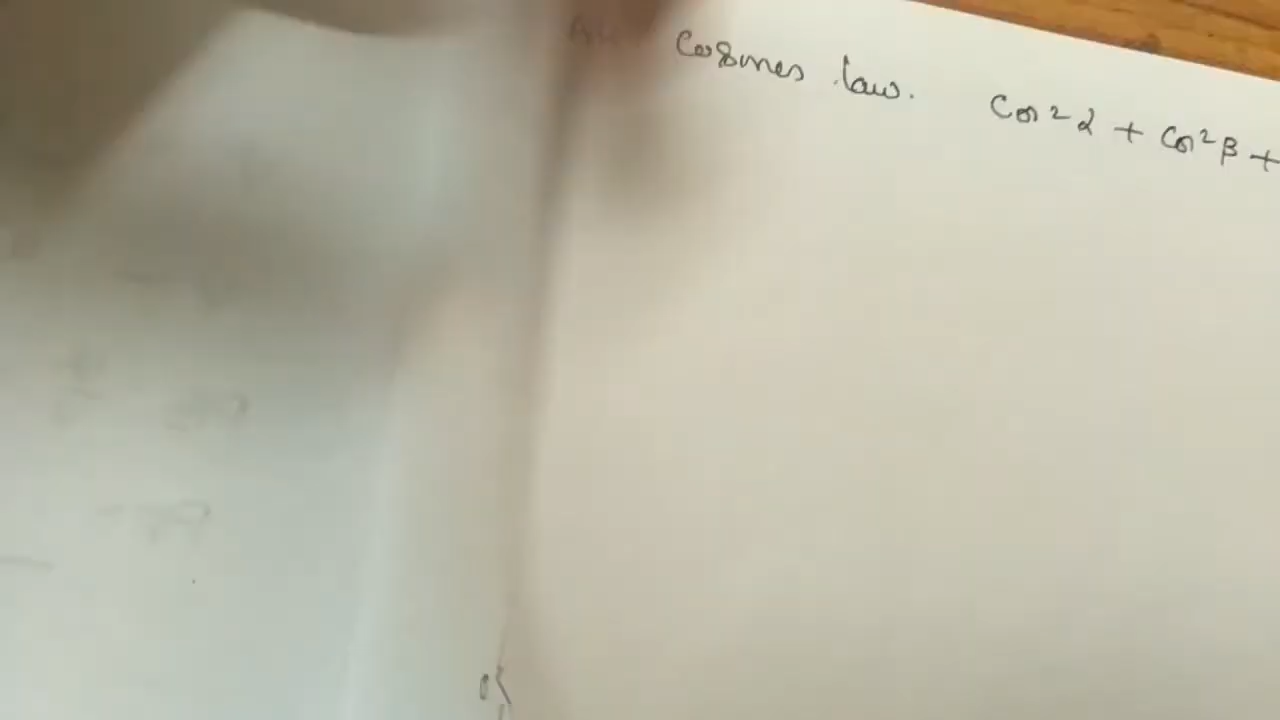 Cosines law. Cos²α + Cos²β +